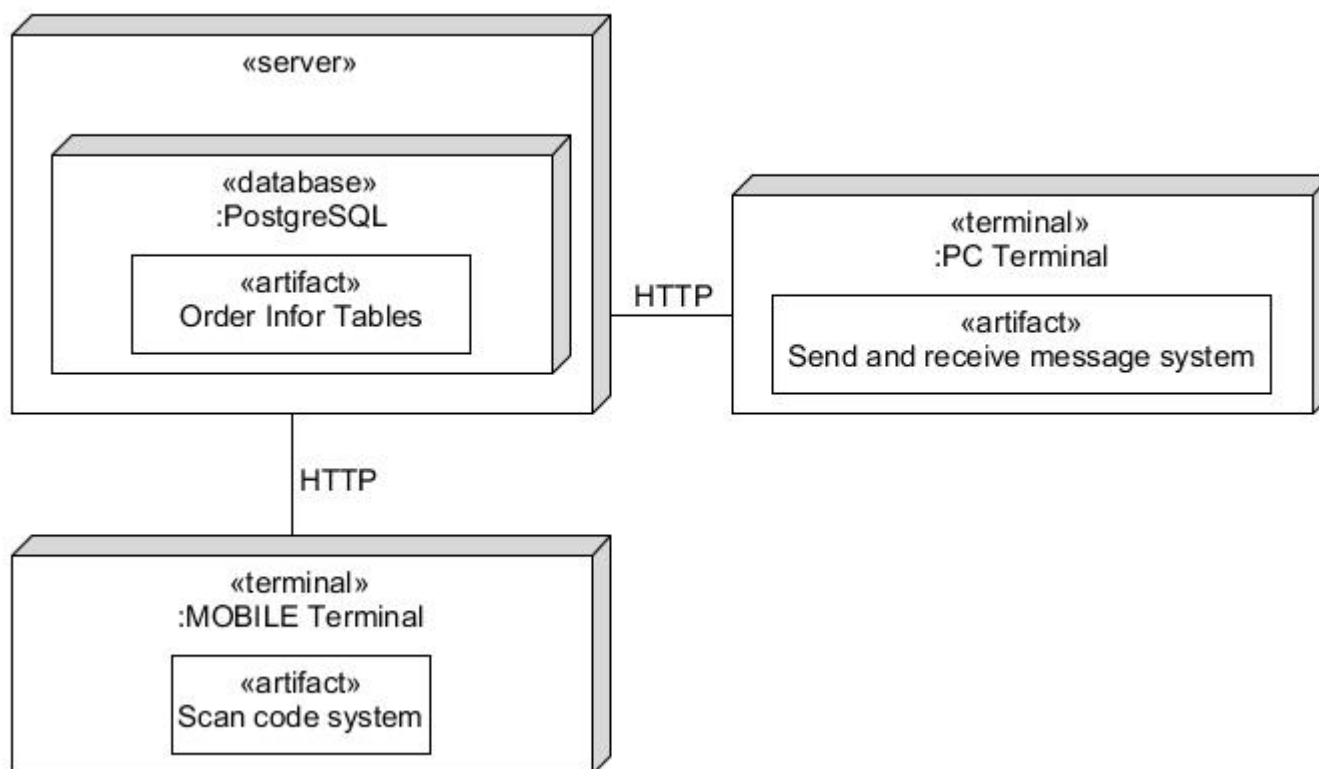 «server»
«database»
:PostgreSQL
«artifact»
Order Infor Tables
HTTP
«terminal»
:PC Terminal
«artifact»
Send and receive message system
HTTP
«terminal»
:MOBILE Terminal
«artifact»
Scan code system